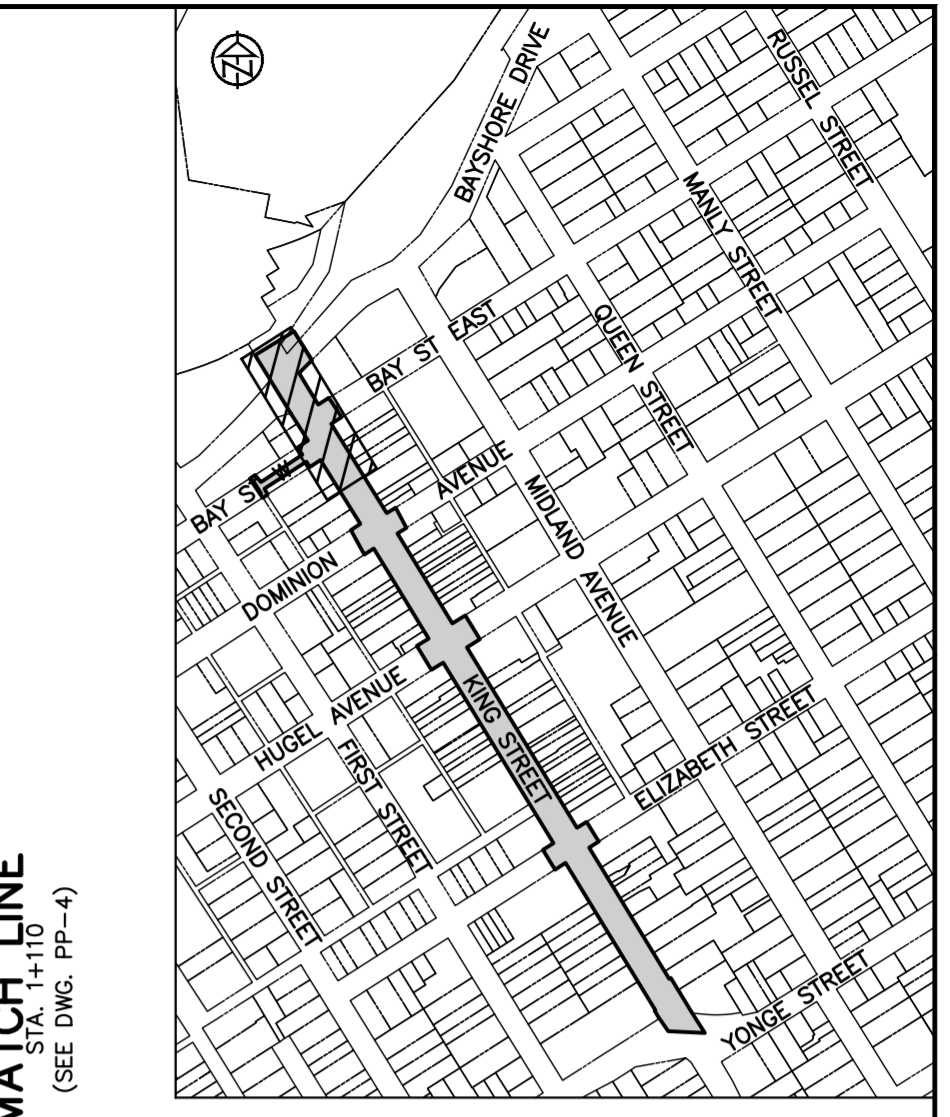 BAYSHORE DRIVE
RUSSEL STREET
MANLY STREET
BAY ST EAST
QUEEN STREET
BAY ST W
AVENUE
DOMINION
MIDLAND AVENUE
HUGEL AVENUE
KING STREET
FIRST STREET
ELIZABETH STREET
SECOND STREET
YONGE STREET
MATCH LINE
STA. 1+110
(SEE DWG. PP-4)